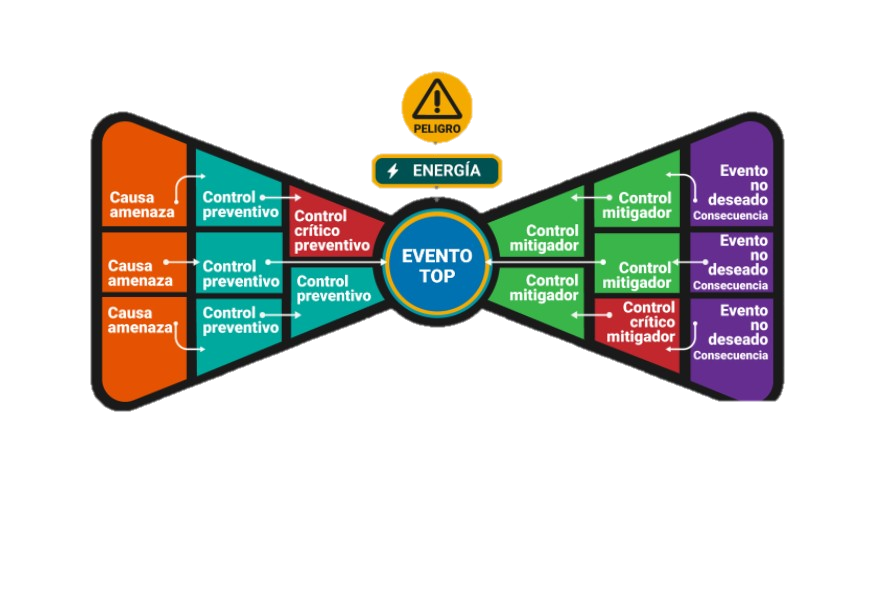 PELIGRO
ENERGÍA
EVENTO
TOP
Causa
amenaza
Control
preventivo
Control
crítico
preventivo
Causa
amenaza
Control
preventivo
Causa
amenaza
Control
preventivo
Control
preventivo
Control
mitigador
Control
mitigador
Evento
no
deseado
Consecuencia
Control
mitigador
Evento
no
deseado
Consecuencia
Control
mitigador
Control
crítico
mitigador
Evento
no
deseado
Consecuencia